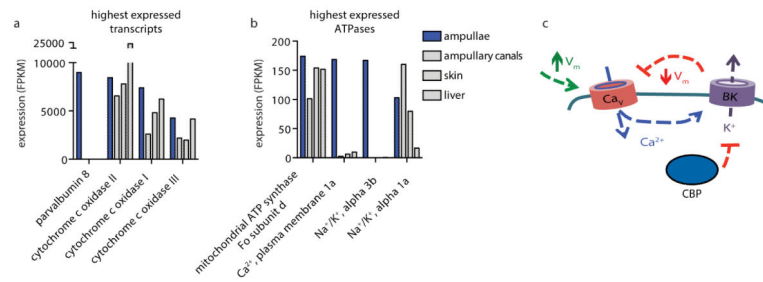 a
highest expressed
transcripts
expression (FPKM)
25000
10000
5000
0
parvalbumin 8
cytochrome c oxidase II
cytochrome c oxidase I
cytochrome c oxidase III
b
highest expressed
ATPases
expression (FPKM)
200
150
100
50
0
mitochondrial ATP synthase
Fo subunit d
Ca²⁺, plasma membrane 1a
Na⁺/K⁺, alpha 3b
Na⁺/K⁺, alpha 1a
ampullae
ampullary canals
skin
liver
c
Vm
Vm
Cav
BK
Ca²⁺
K⁺
CBP